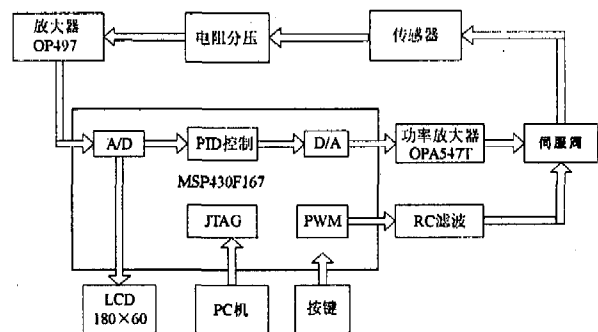 放大器
OP497
电阻分压
传感器
A/D
PID控制
D/A
功率放大器
OPA547T
伺服阀
MSP430F167
JTAG
PWM
RC滤波
LCD
180×60
PC机
按键